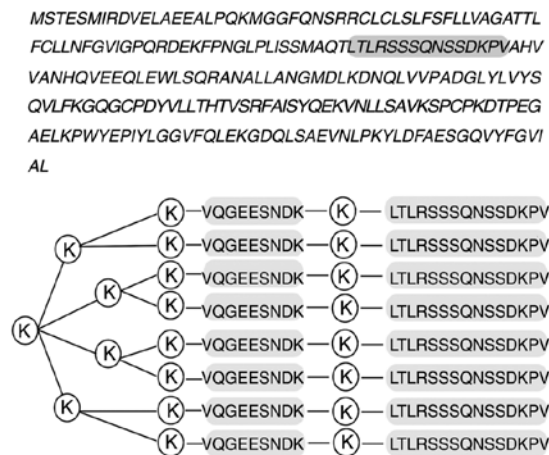 MSTESMIRDVELAEEALPQKMGGFQNSRRCLCLSLFSFLLVAGATTL
FCLLNFGVIGPQRDEKFPNGLPLISSMAQTLTLRSSSQNSSDKPVAHV
VANHQVEEQLEWLSQRANALLANGMDLKDNQLVVPADGLYLVYS
QVLFKGQGCPDYVLLTHTVSRFAISYQEKVNLLSAVKSPCPKDTPEG
AELKPWYEPIYLGGVFQLEKGDQLSAEVNLPKYLDFAESGQVYFGVI
AL
K VQGEESNDK K LTLRSSSQNSSDKPV
K K VQGEESNDK K LTLRSSSQNSSDKPV
K VQGEESNDK K LTLRSSSQNSSDKPV
K
K VQGEESNDK K LTLRSSSQNSSDKPV
K
K VQGEESNDK K LTLRSSSQNSSDKPV
K
K VQGEESNDK K LTLRSSSQNSSDKPV
K K VQGEESNDK K LTLRSSSQNSSDKPV
K VQGEESNDK K LTLRSSSQNSSDKPV